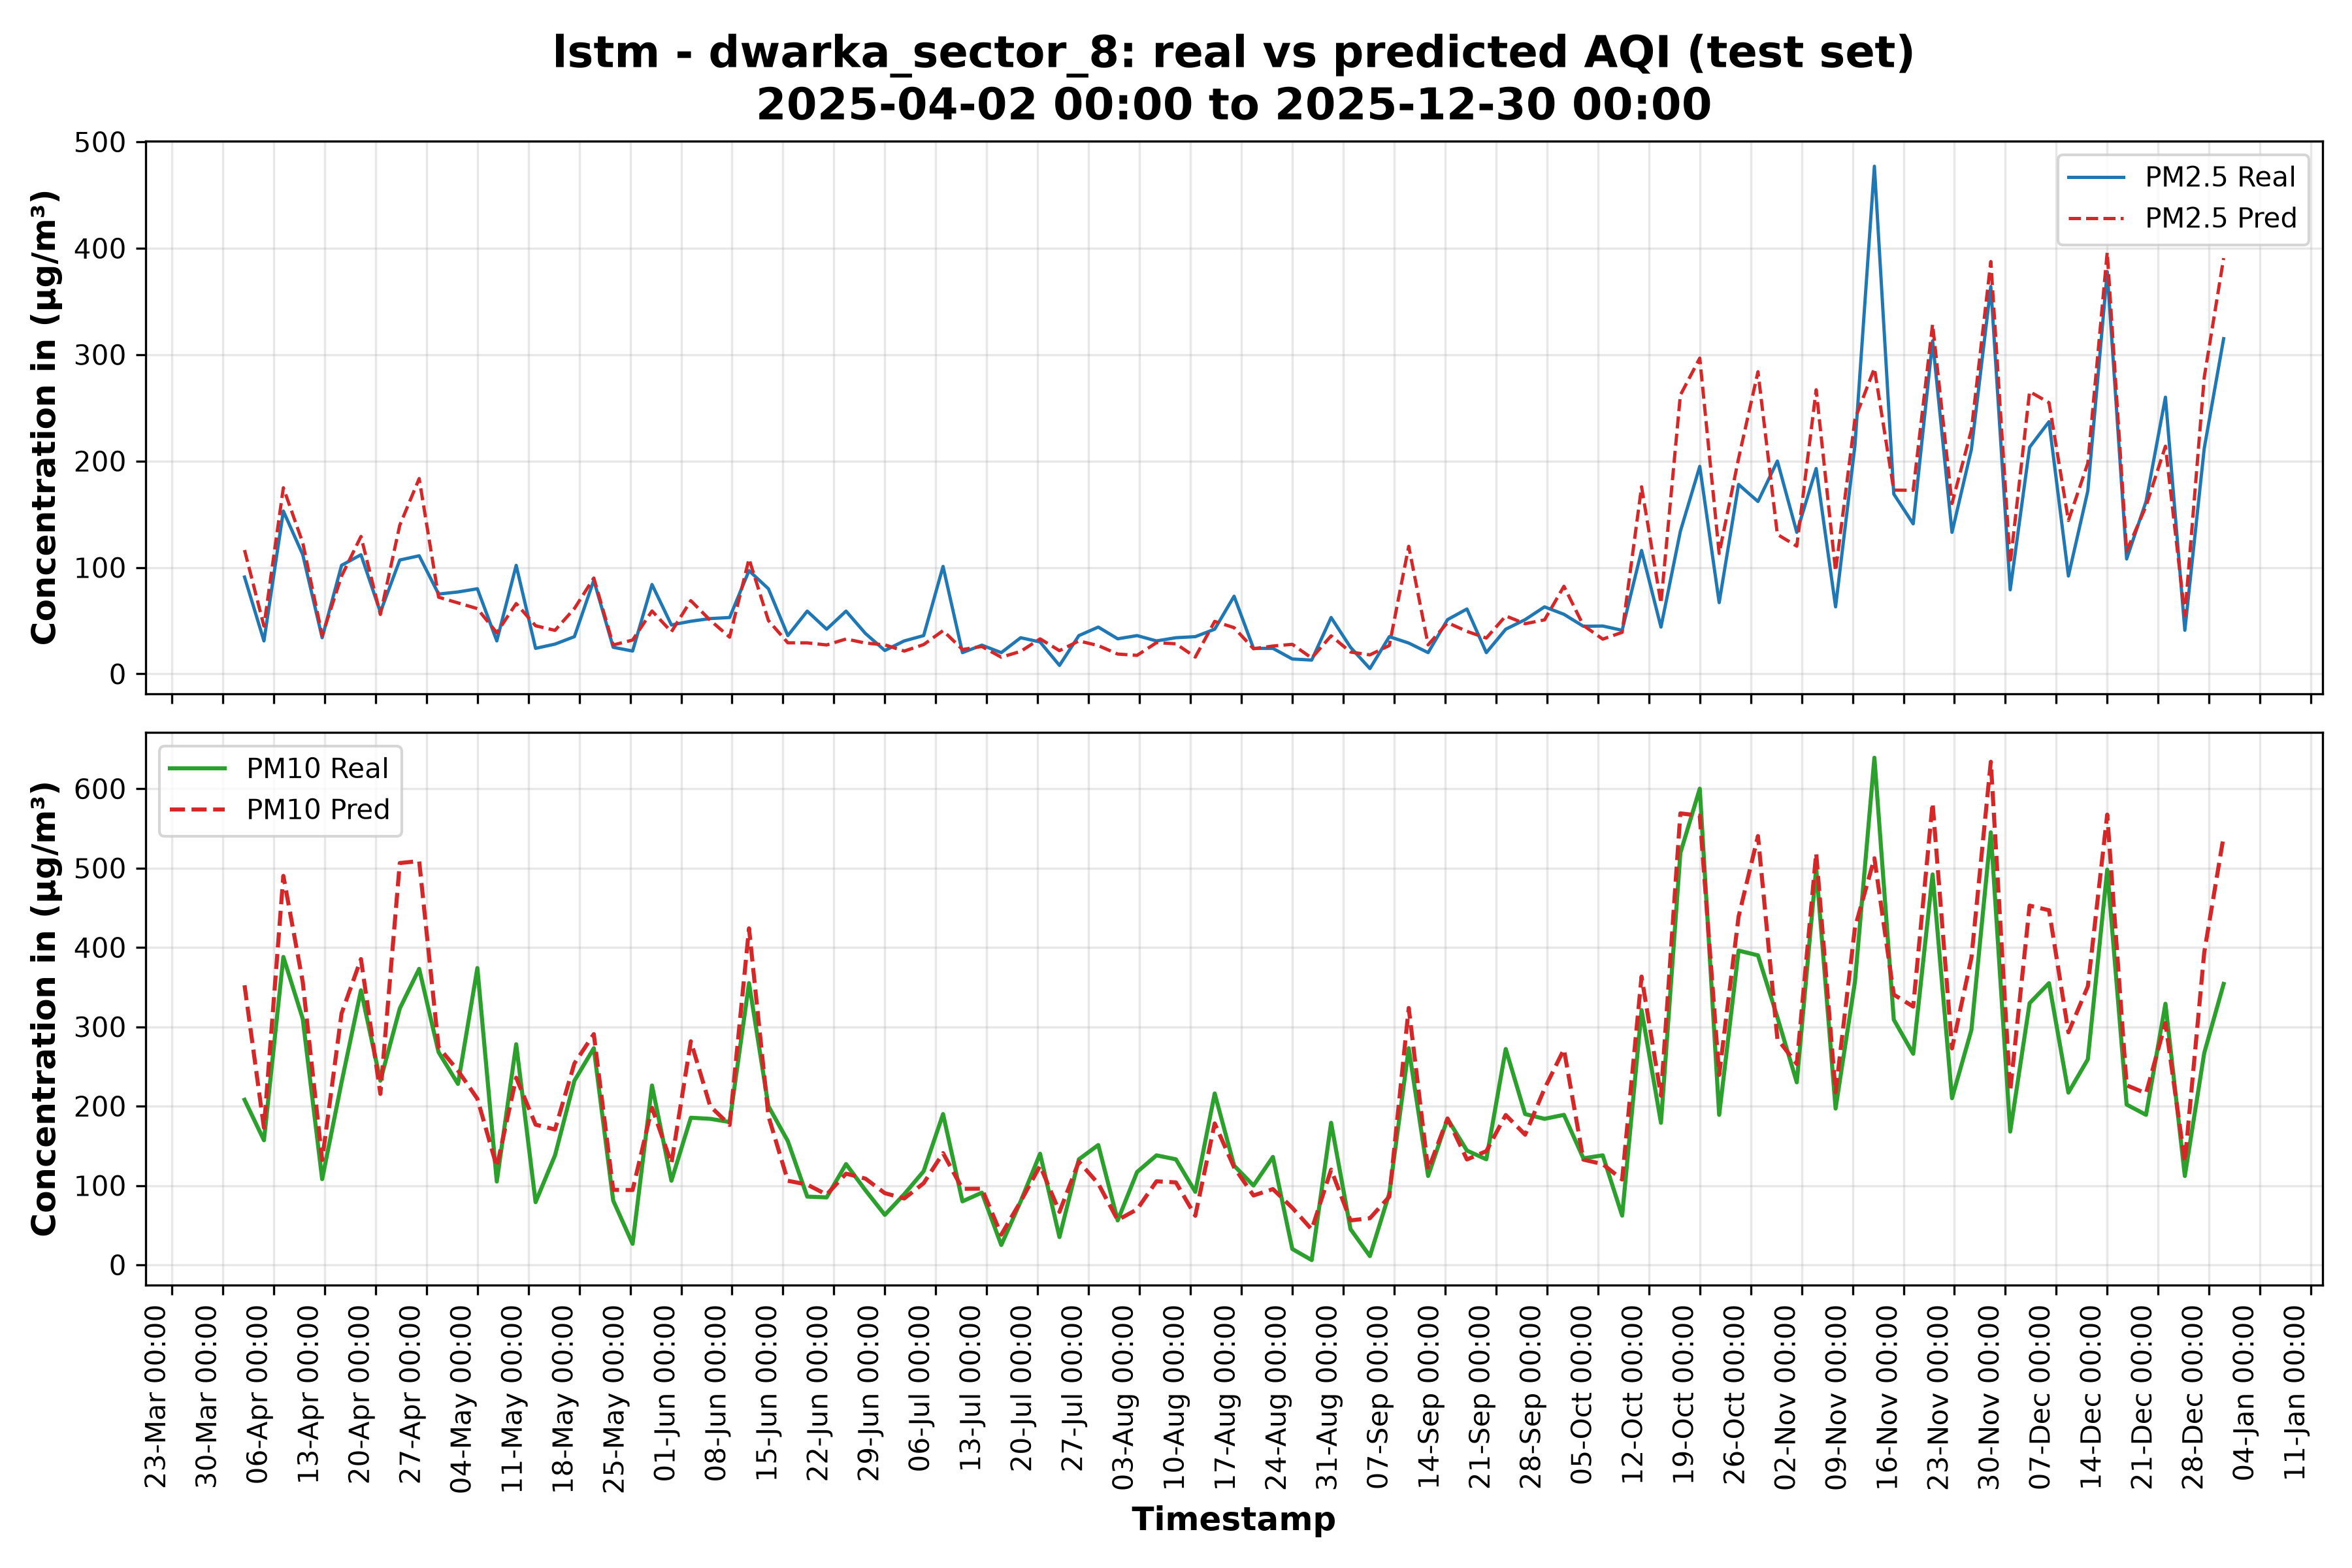 lstm - dwarka_sector_8: real vs predicted AQI (test set)
2025-04-02 00:00 to 2025-12-30 00:00
Concentration in (µg/m³)
500
400
300
200
100
0
PM2.5 Real
PM2.5 Pred
Concentration in (µg/m³)
600
500
400
300
200
100
0
PM10 Real
PM10 Pred
23-Mar 00:00
30-Mar 00:00
06-Apr 00:00
13-Apr 00:00
20-Apr 00:00
27-Apr 00:00
04-May 00:00
11-May 00:00
18-May 00:00
25-May 00:00
01-Jun 00:00
08-Jun 00:00
15-Jun 00:00
22-Jun 00:00
29-Jun 00:00
06-Jul 00:00
13-Jul 00:00
20-Jul 00:00
27-Jul 00:00
03-Aug 00:00
10-Aug 00:00
17-Aug 00:00
24-Aug 00:00
31-Aug 00:00
07-Sep 00:00
14-Sep 00:00
21-Sep 00:00
28-Sep 00:00
05-Oct 00:00
12-Oct 00:00
19-Oct 00:00
26-Oct 00:00
02-Nov 00:00
09-Nov 00:00
16-Nov 00:00
23-Nov 00:00
30-Nov 00:00
07-Dec 00:00
14-Dec 00:00
21-Dec 00:00
28-Dec 00:00
04-Jan 00:00
11-Jan 00:00
Timestamp